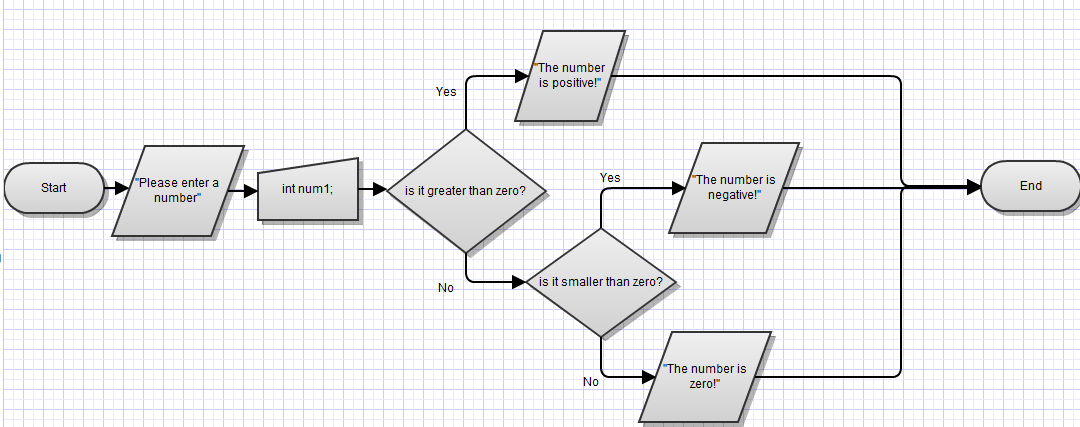 Start
"Please enter a
number"
int num1;
is it greater than zero?
Yes
"The number
is positive!"
No
is it smaller than zero?
Yes
"The number is
negative!"
No
"The number is
zero!"
End